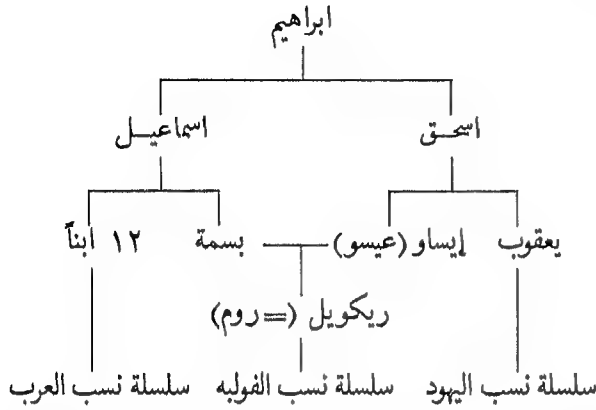 ابراهيم
اسحق اسماعيل
يعقوب إيساو (عيسو) بسمة ١٢ ابناً
ريكويل (= روم)
سلسلة نسب اليهود سلسلة نسب الفولبه سلسلة نسب العرب